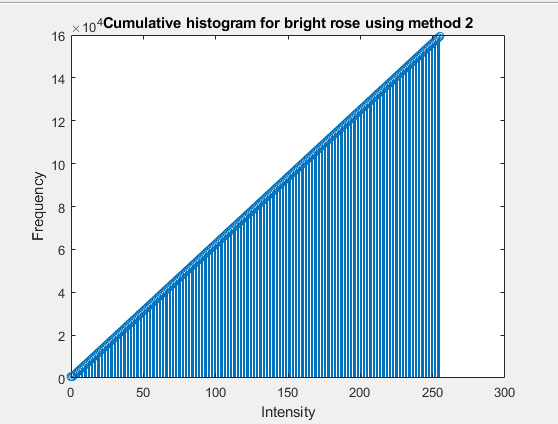 ×10⁴
Cumulative histogram for bright rose using method 2
16
14
12
10
8
6
4
2
0
Frequency
0 50 100 150 200 250 300
Intensity